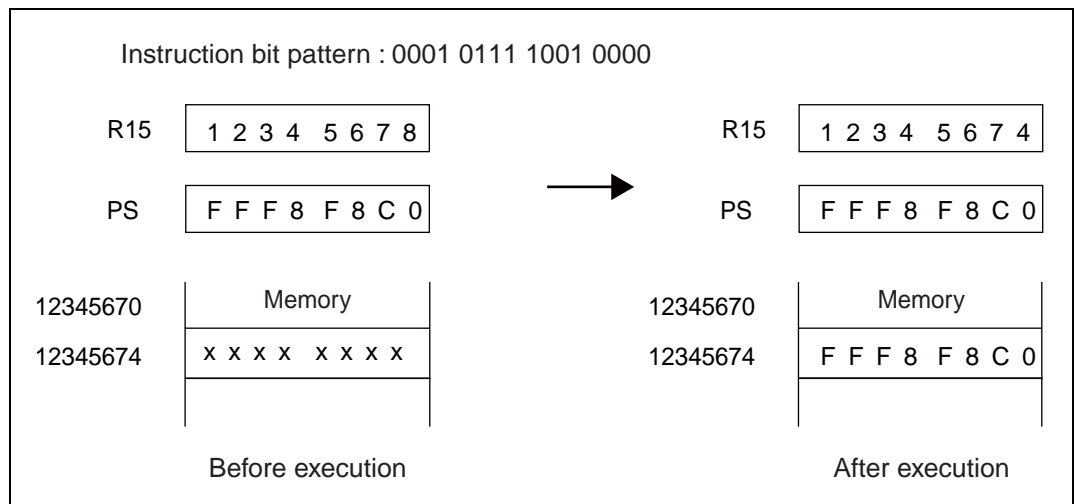 Instruction bit pattern : 0001 0111 1001 0000
R15 1 2 3 4 5 6 7 8 R15 1 2 3 4 5 6 7 4
PS F F F 8 F 8 C 0 PS F F F 8 F 8 C 0
12345670 Memory 12345670 Memory
12345674 x x x x x x x x 12345674 F F F 8 F 8 C 0
Before execution After execution